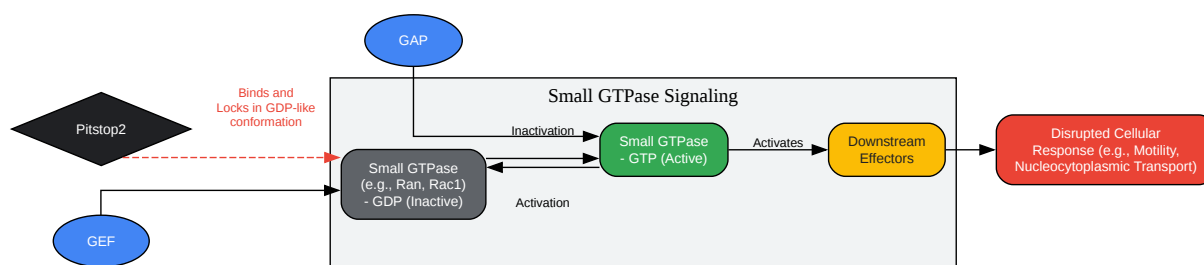 GAP
Small GTPase Signaling
Binds and
Locks in GDP-like
conformation
Pitstop2
Inactivation
Small GTPase
- GTP (Active)
Activates
Downstream
Effectors
Disrupted Cellular
Response (e.g., Motility,
Nucleocytoplasmic Transport)
Small GTPase
(e.g., Ran, Rac1)
- GDP (Inactive)
Activation
GEF